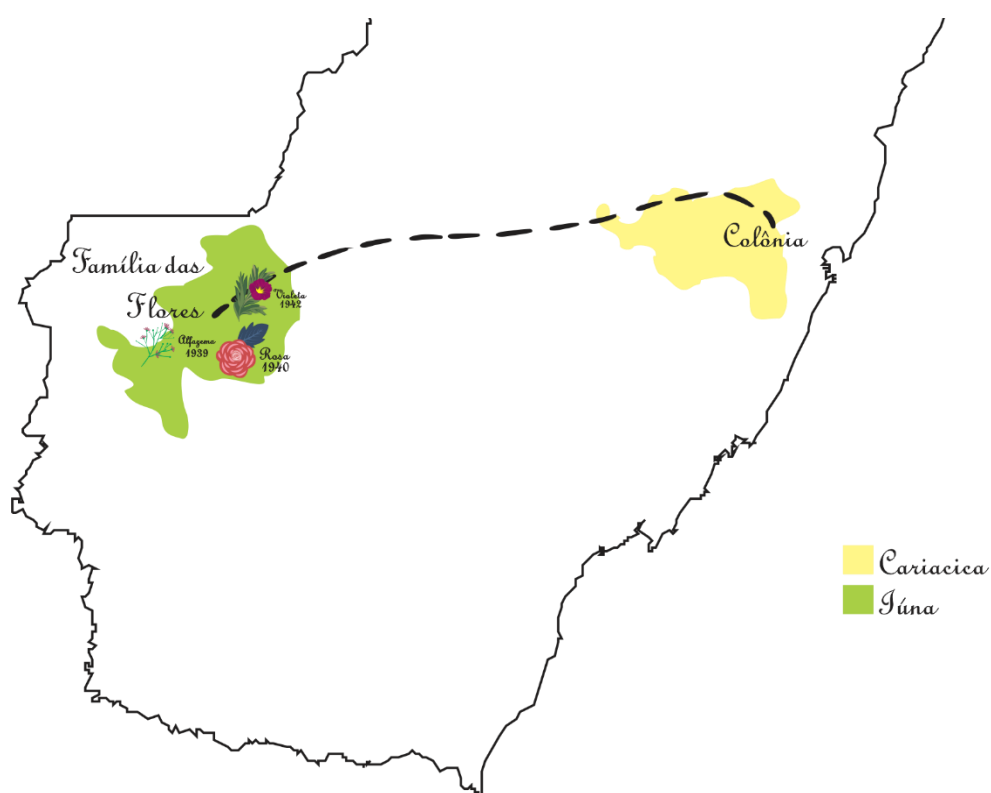 Família das
Flores
Violeta
1942
Alfazema
1939
Rosa
1940
Colônia
Cariacica
Iúna